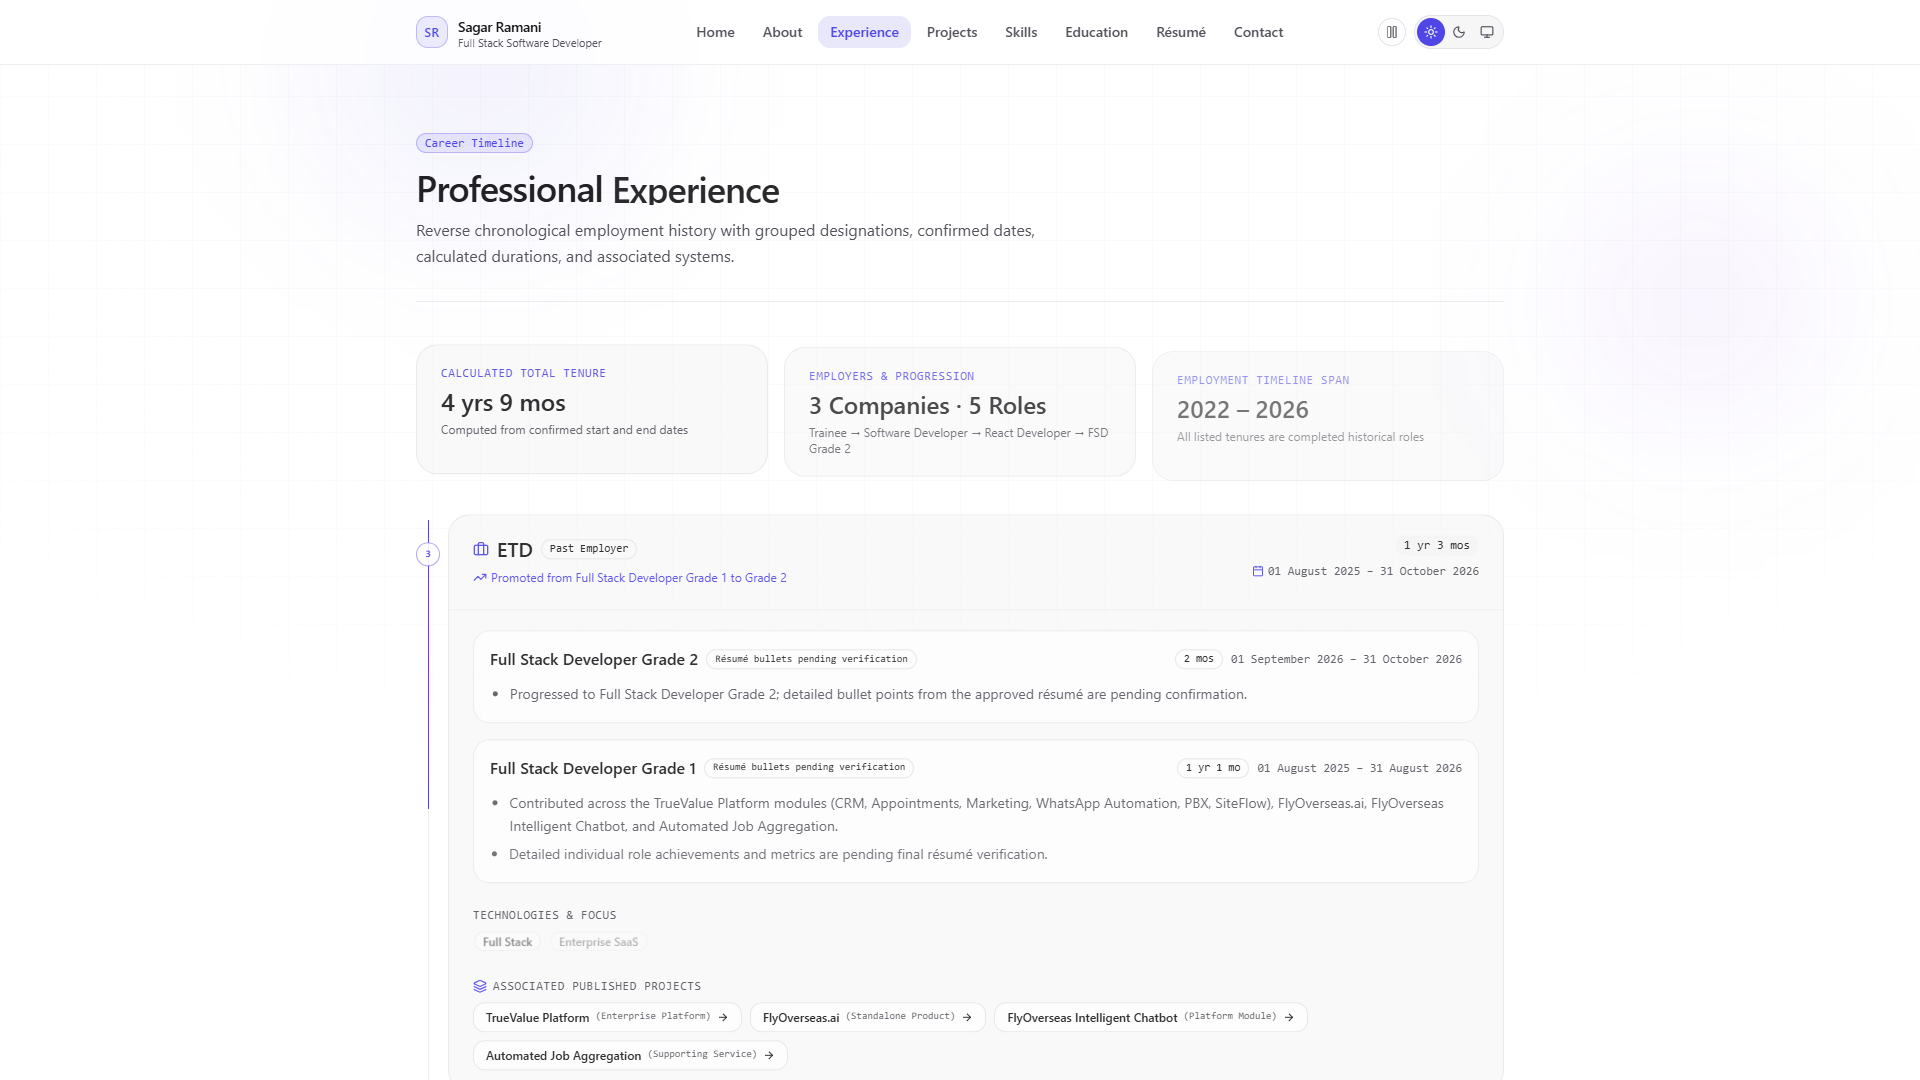 SR
Sagar Ramani
Full Stack Software Developer
Home
About
Experience
Projects
Skills
Education
Résumé
Contact
Career Timeline
Professional Experience
Reverse chronological employment history with grouped designations, confirmed dates,
calculated durations, and associated systems.
CALCULATED TOTAL TENURE
4 yrs 9 mos
Computed from confirmed start and end dates
EMPLOYERS & PROGRESSION
3 Companies · 5 Roles
Trainee → Software Developer → React Developer → FSD
Grade 2
EMPLOYMENT TIMELINE SPAN
2022 – 2026
All listed tenures are completed historical roles
3
ETD Past Employer
1 yr 3 mos
Promoted from Full Stack Developer Grade 1 to Grade 2
01 August 2025 – 31 October 2026
Full Stack Developer Grade 2 Résumé bullets pending verification 2 mos 01 September 2026 – 31 October 2026
• Progressed to Full Stack Developer Grade 2; detailed bullet points from the approved résumé are pending confirmation.
Full Stack Developer Grade 1 Résumé bullets pending verification 1 yr 1 mo 01 August 2025 – 31 August 2026
• Contributed across the TrueValue Platform modules (CRM, Appointments, Marketing, WhatsApp Automation, PBX, SiteFlow), FlyOverseas.ai, FlyOverseas
Intelligent Chatbot, and Automated Job Aggregation.
• Detailed individual role achievements and metrics are pending final résumé verification.
TECHNOLOGIES & FOCUS
Full Stack
Enterprise SaaS
ASSOCIATED PUBLISHED PROJECTS
TrueValue Platform (Enterprise Platform) →
FlyOverseas.ai (Standalone Product) →
FlyOverseas Intelligent Chatbot (Platform Module) →
Automated Job Aggregation (Supporting Service) →